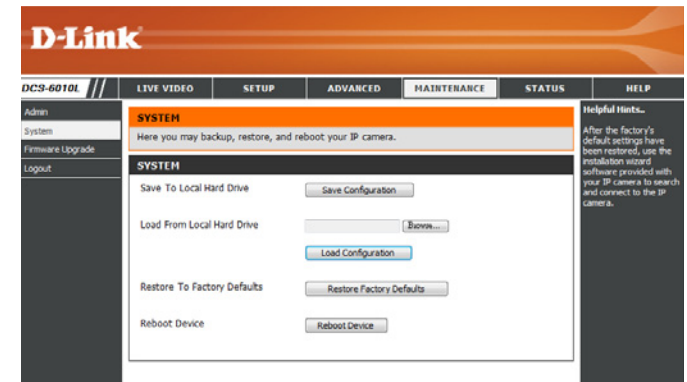 D-Link
DCS-6010L
LIVE VIDEO
SETUP
ADVANCED
MAINTENANCE
STATUS
HELP
Admin
System
Firmware Upgrade
Logout
SYSTEM
Here you may backup, restore, and reboot your IP camera.
SYSTEM
Save To Local Hard Drive
Save Configuration
Load From Local Hard Drive
Browse...
Load Configuration
Restore To Factory Defaults
Restore Factory Defaults
Reboot Device
Reboot Device
Helpful Hints..
After the factory's
default settings have
been restored, use the
installation wizard
software provided with
your IP camera to search
and connect to the IP
camera.